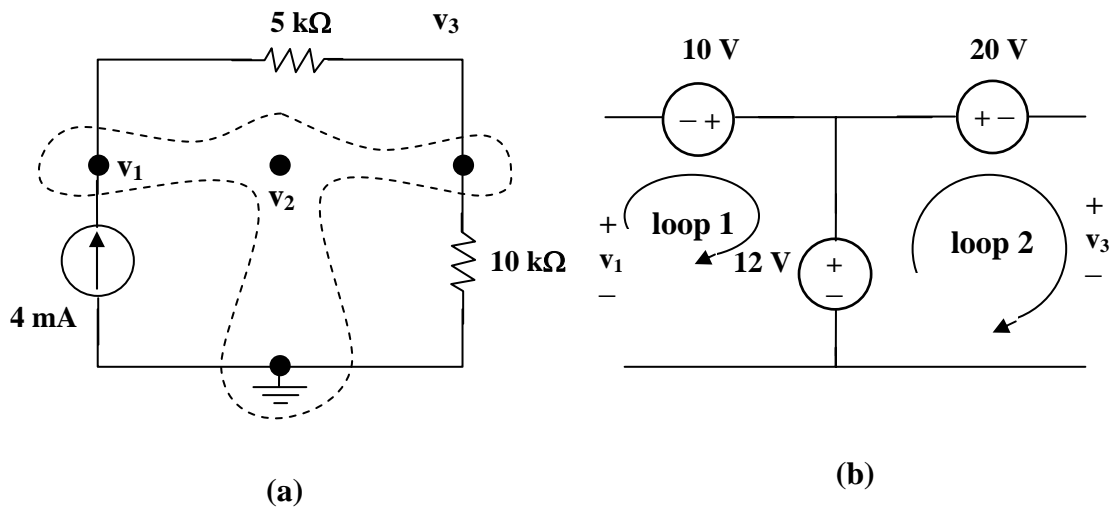 5 kΩ
v₃
10 V
20 V
− +
+ −
v₁
v₂
+
v₁
−
loop 1
12 V
+
−
loop 2
+
v₃
−
10 kΩ
4 mA
(a)
(b)